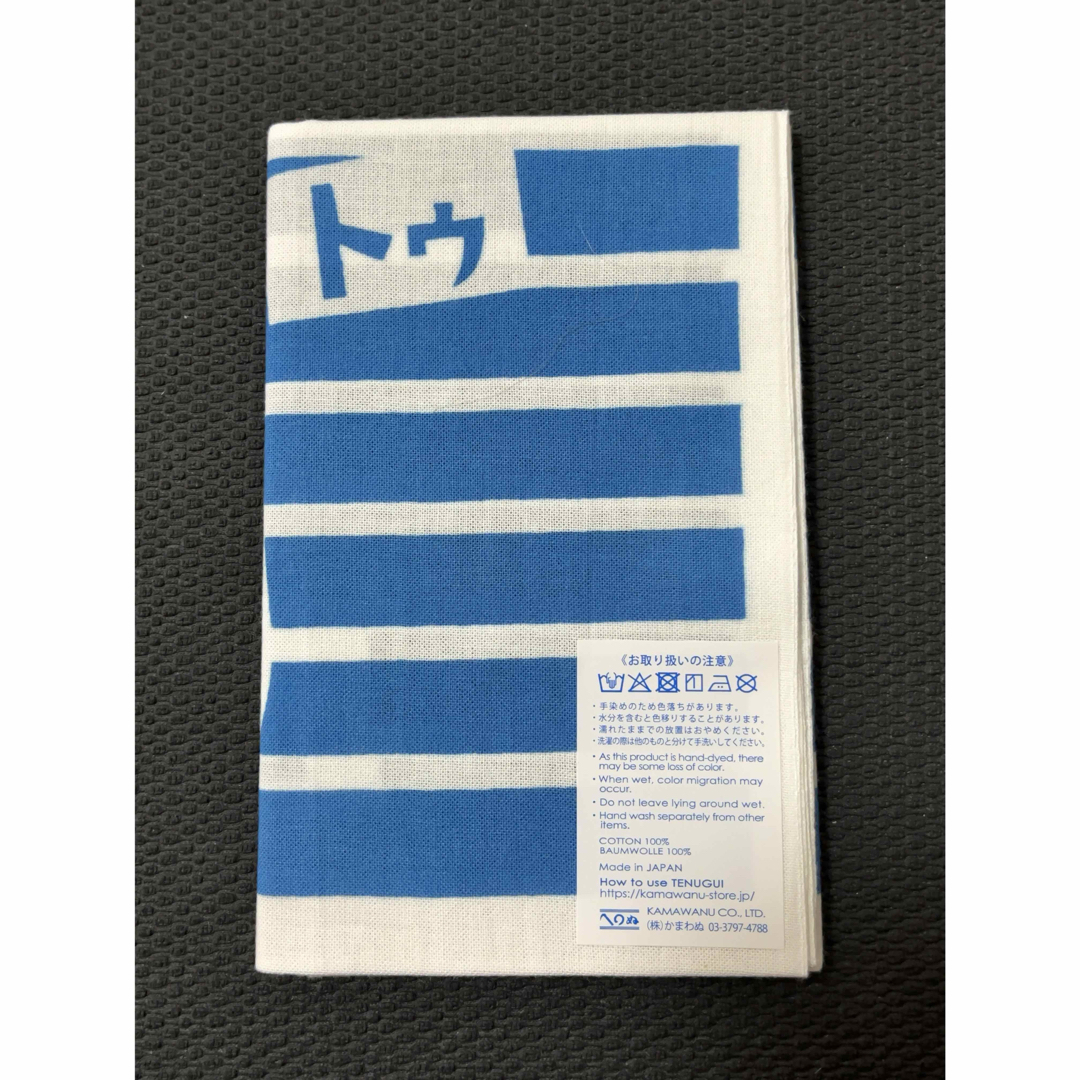 トゥ
《お取り扱いの注意》
・手染めのため色落ちがあります。
・水分を含むと色移りすることがあります。
・濡れたままでの放置はおやめください。
・洗濯の際は他のものと分けて手洗いしてください。
・As this product is hand-dyed, there
may be some loss of color.
・When wet, color migration may
occur.
・Do not leave lying around wet.
・Hand wash separately from other
items.
COTTON 100%
BAUMWOLLE 100%
Made in JAPAN
How to use TENUGUI
https://kamawanu-store.jp/
KAMAWANU CO., LTD.
(株)かまわぬ 03-3797-4788